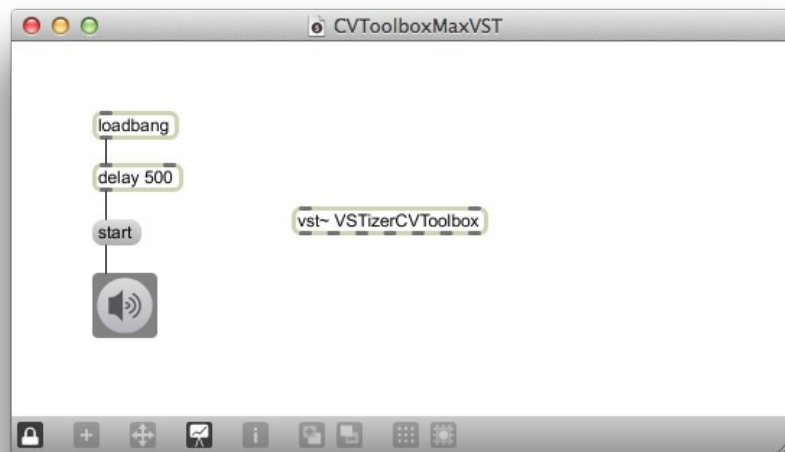 CVToolboxMaxVST
loadbang
delay 500
vst~ VSTizerCVToolbox
start